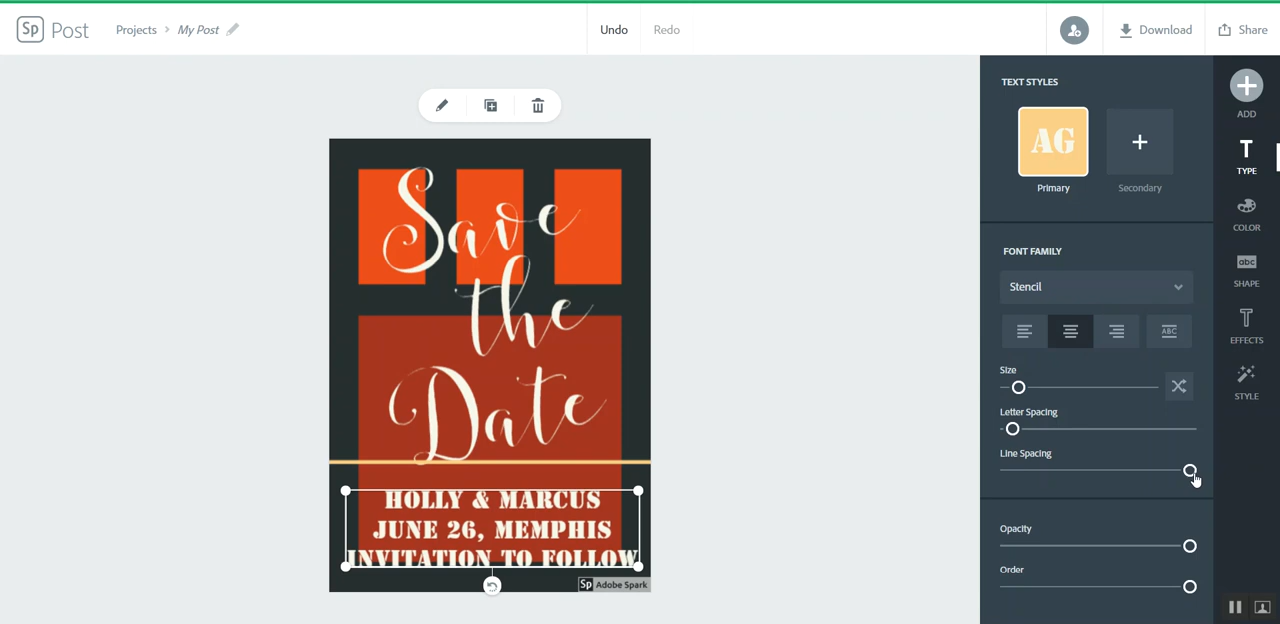 Sp Post
Projects > My Post
Undo
Redo
Download
Share
Save
the
Date
HOLLY & MARCUS
JUNE 26, MEMPHIS
INVITATION TO FOLLOW
Sp Adobe Spark
TEXT STYLES
AG
Primary
Secondary
FONT FAMILY
Stencil
ABC
Size
Letter Spacing
Line Spacing
Opacity
Order
ADD
T
TYPE
COLOR
abc
SHAPE
T
EFFECTS
STYLE